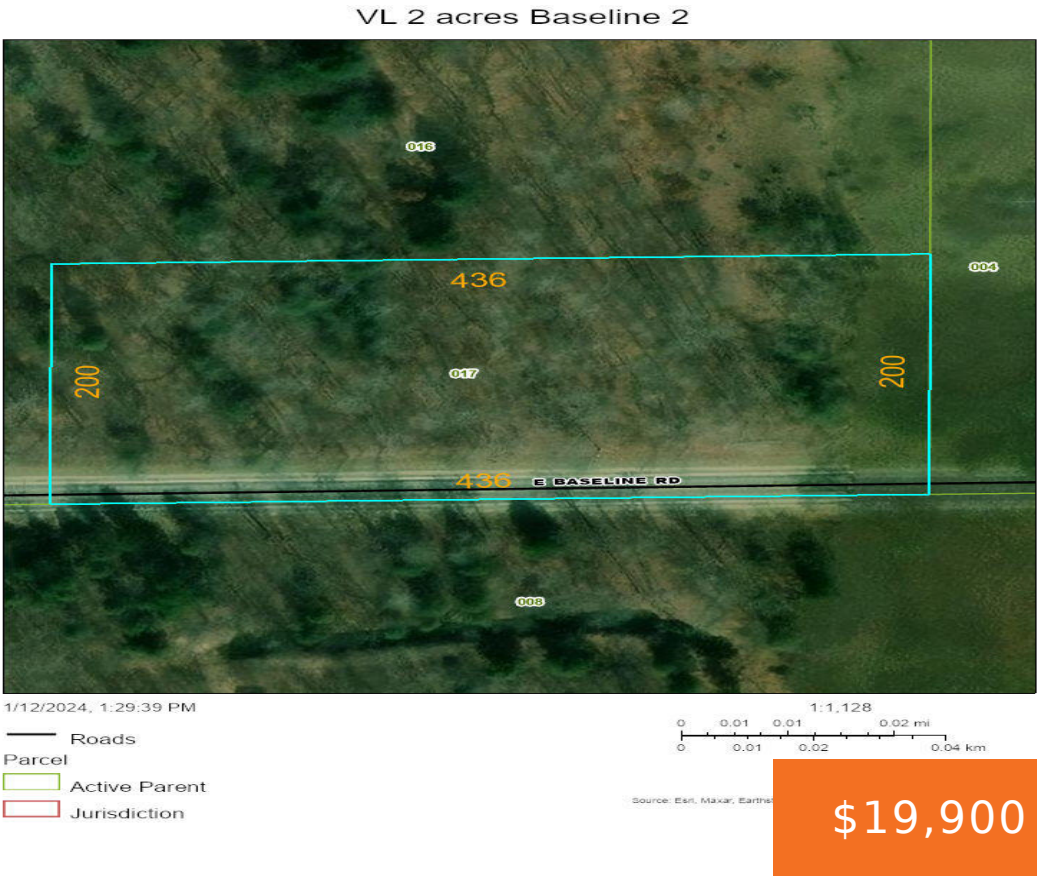 VL 2 acres Baseline 2
016
436
004
200
017
200
436 E BASELINE RD
008
1/12/2024, 1:29:39 PM
1:1,128
0 0.01 0.01 0.02 mi
0 0.01 0.02 0.04 km
Roads
Parcel
Active Parent
Jurisdiction
Source: Esri, Maxar,
$19,900